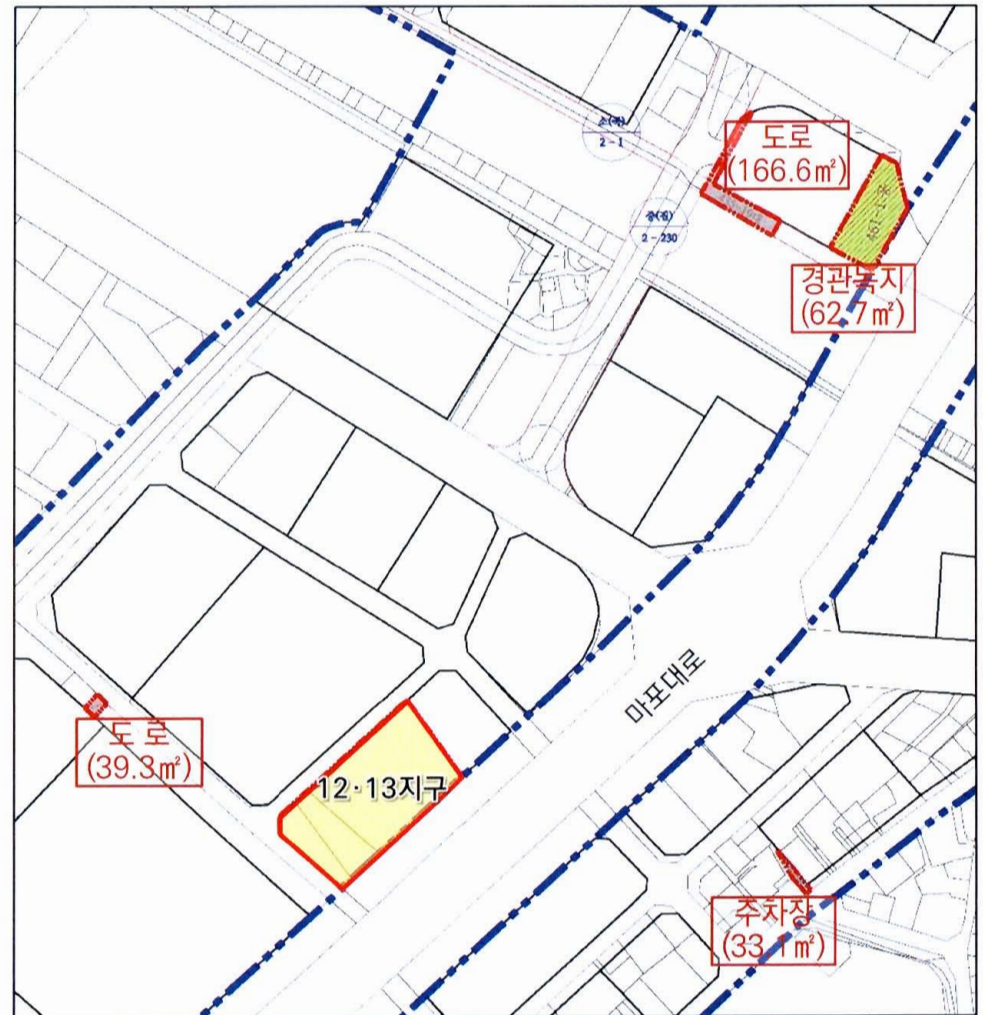 2-1
도로
(166.6㎡)
2-230
경관녹지
(62.7㎡)
마포대로
도 로
(39.3㎡)
12·13지구
주차장
(33.1㎡)